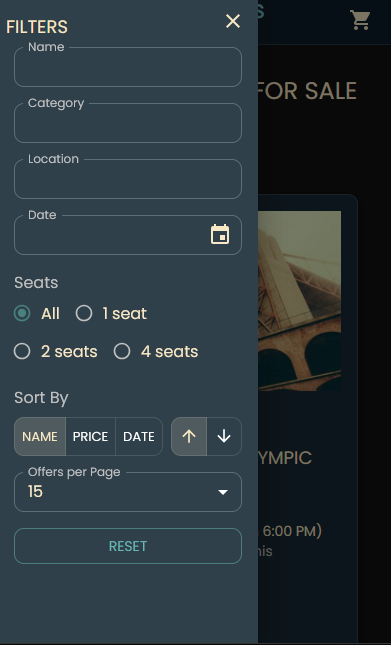 FILTERS
S
Name
FOR SALE
Category
Location
Date
Seats
All
1 seat
2 seats
4 seats
Sort By
NAME PRICE DATE
YMPIC
Offers per Page
15
6:00 PM)
RESET